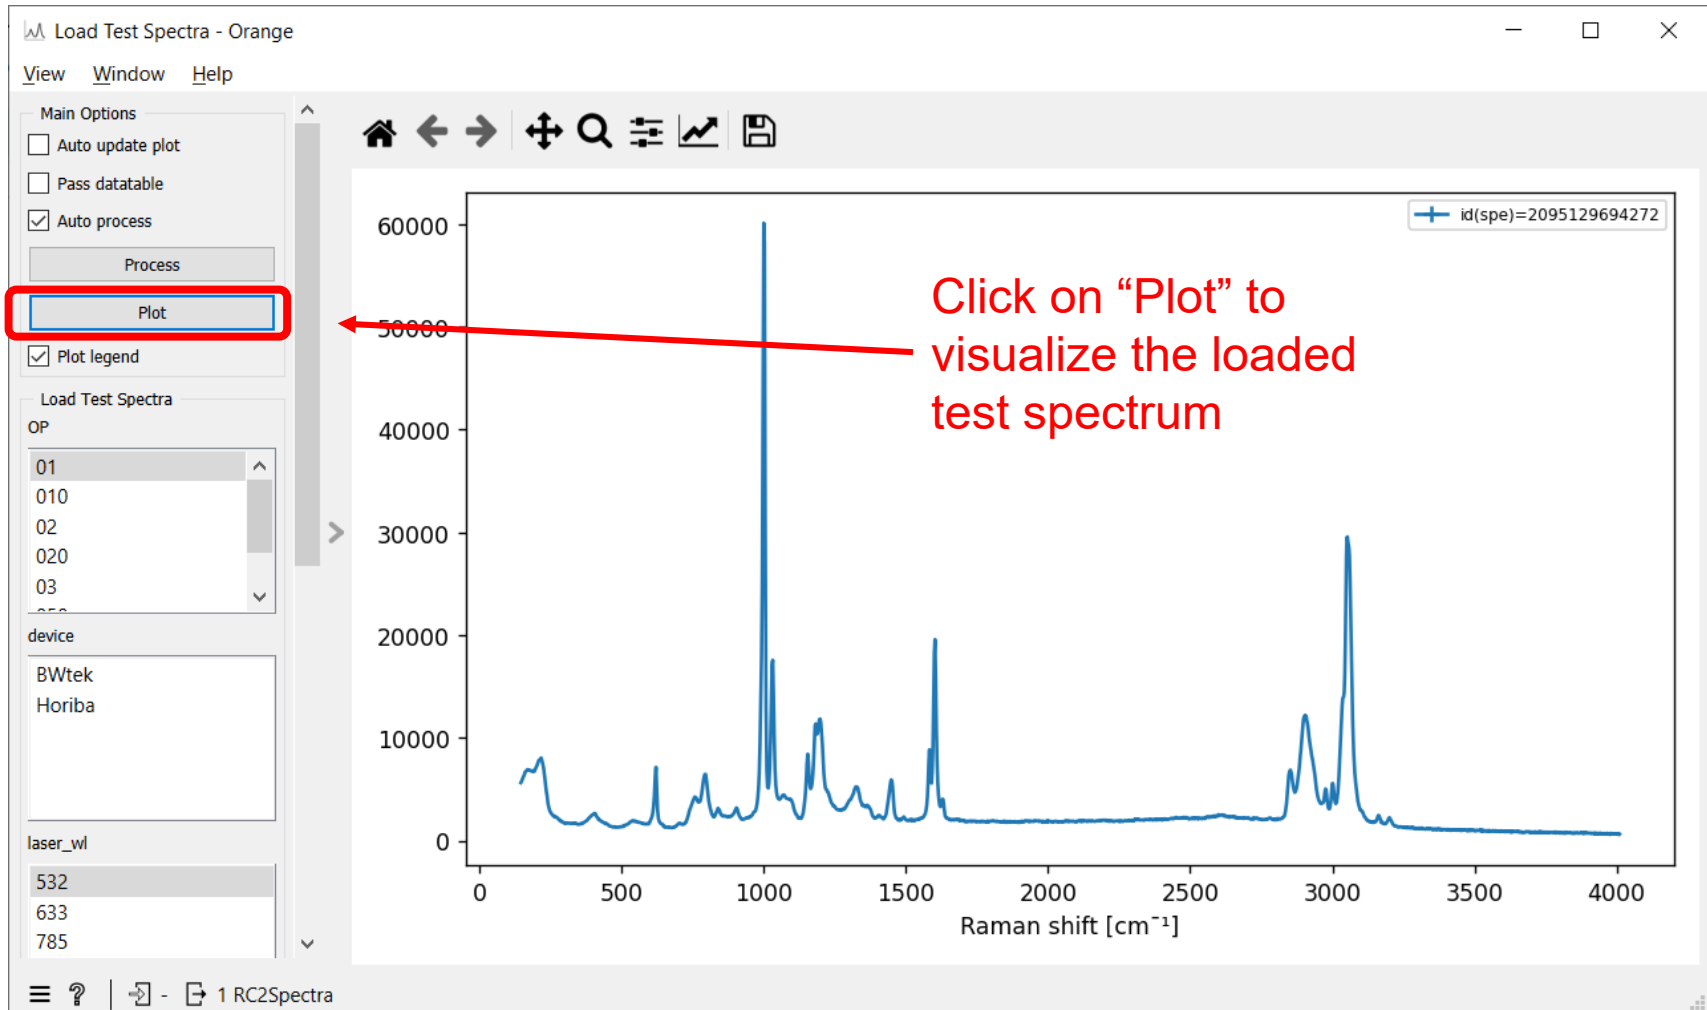 Load Test Spectra - Orange
View Window Help
Main Options
Auto update plot
Pass datatable
Auto process
Process
Plot
Plot legend
Load Test Spectra
OP
01
010
02
020
03
device
BWtek
Horiba
laser_wl
532
633
785
1 RC2Spectra
id(spe)=2095129694272
60000
50000
40000
30000
20000
10000
0
0 500 1000 1500 2000 2500 3000 3500 4000
Raman shift [cm⁻¹]
Click on “Plot” to
visualize the loaded
test spectrum